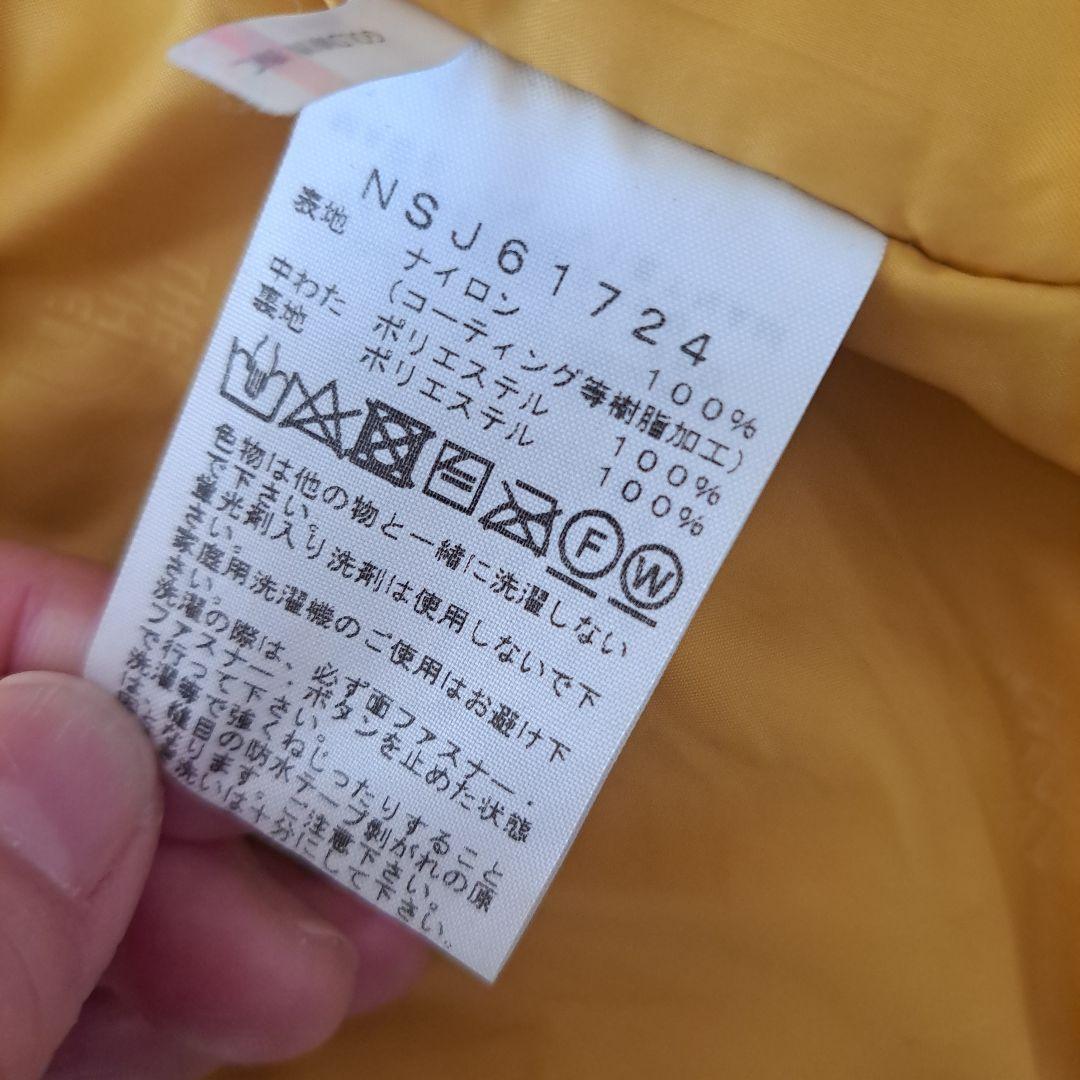 NSJ61724
表地 ナイロン 100%
(コーティング等樹脂加工)
中わた ポリエステル 100%
裏地 ポリエステル 100%
F W
色物は他の物と一緒に洗濯しない
で下さい。
蛍光剤入り洗剤は使用しないで下
さい。
家庭用洗濯機のご使用はお避け下
さい。
洗濯の際は、必ず面ファスナー・
ファスナー・ボタンを止めた状態
で行って下さい。
洗濯等で強くねじったりすること
は、縫目の防水テープ剥がれの原
因となります。ご注意下さい。
洗いは十分にして下さい。